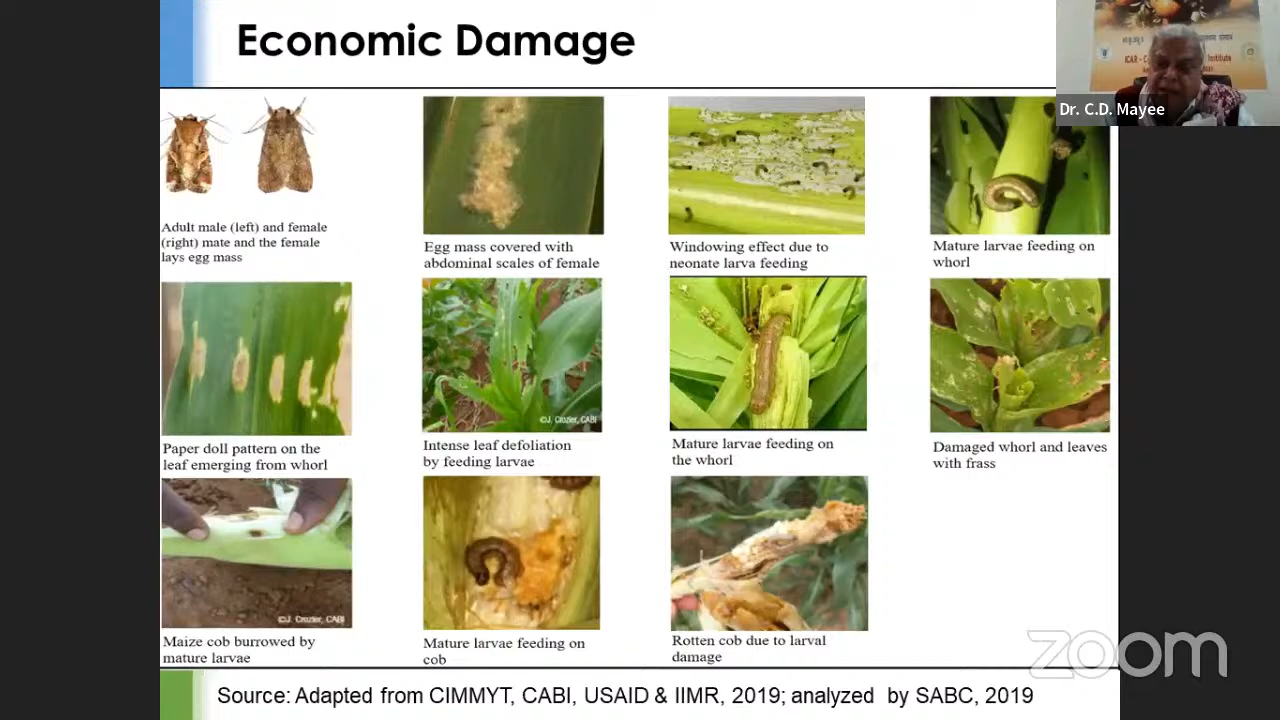 Economic Damage
ICAR - C
Institute
Dr. C.D. Mayee
Adult male (left) and female
(right) mate and the female
lays egg mass
Egg mass covered with
abdominal scales of female
Windowing effect due to
neonate larva feeding
Mature larvae feeding on
whorl
©J. Crozier, CABI
Paper doll pattern on the
leaf emerging from whorl
Intense leaf defoliation
by feeding larvae
Mature larvae feeding on
the whorl
Damaged whorl and leaves
with frass
©J. Crozier, CABI
Maize cob burrowed by
mature larvae
Mature larvae feeding on
cob
Rotten cob due to larval
damage
zoom
Source: Adapted from CIMMYT, CABI, USAID & IIMR, 2019; analyzed by SABC, 2019